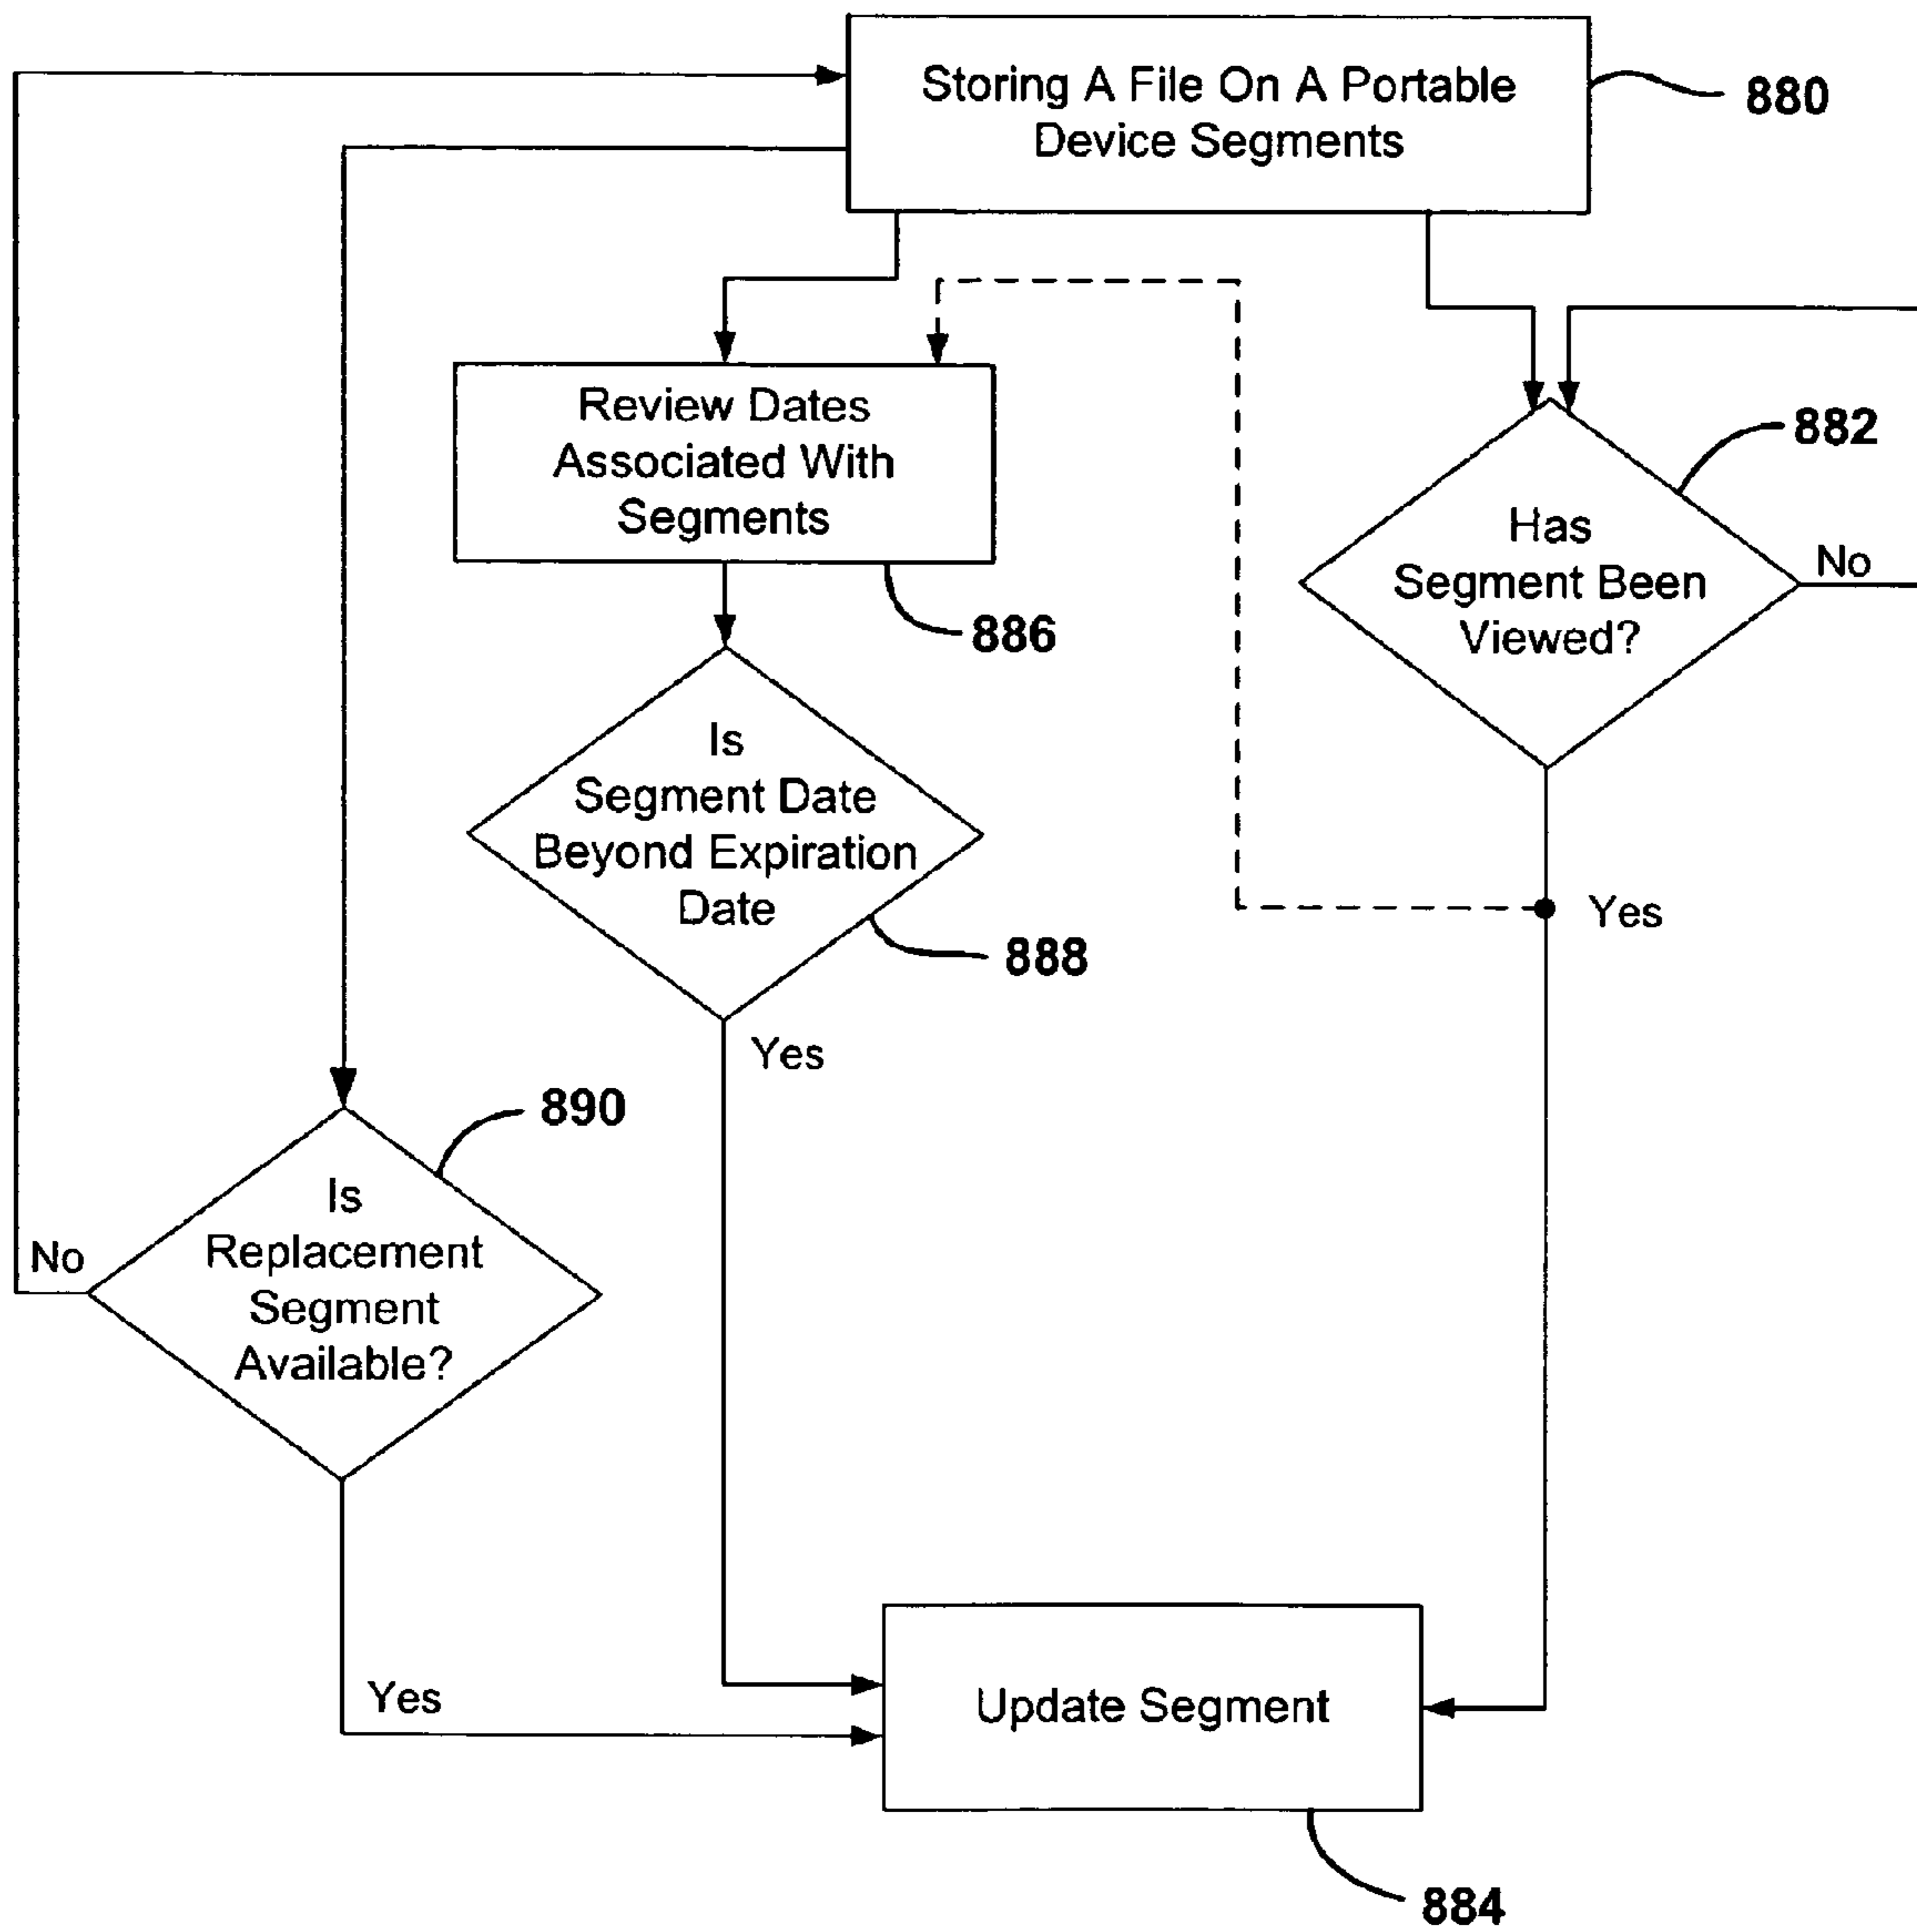 Storing A File On A Portable
Device Segments
880
Review Dates
Associated With
Segments
886
882
Has
Segment Been
Viewed?
No
Is
Segment Date
Beyond Expiration
Date
888
Yes
Yes
890
Is
Replacement
Segment
Available?
No
Yes
Update Segment
884